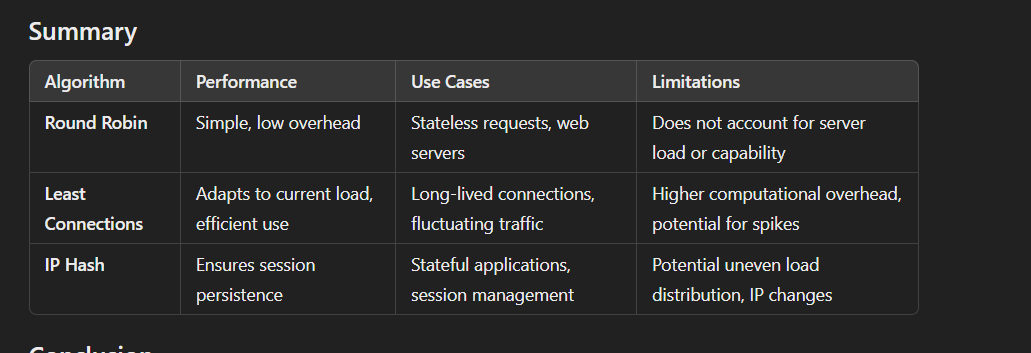 Summary
Algorithm Performance Use Cases Limitations
Round Robin Simple, low overhead Stateless requests, web servers Does not account for server load or capability
Least Connections Adapts to current load, efficient use Long-lived connections, fluctuating traffic Higher computational overhead, potential for spikes
IP Hash Ensures session persistence Stateful applications, session management Potential uneven load distribution, IP changes
Conclusion